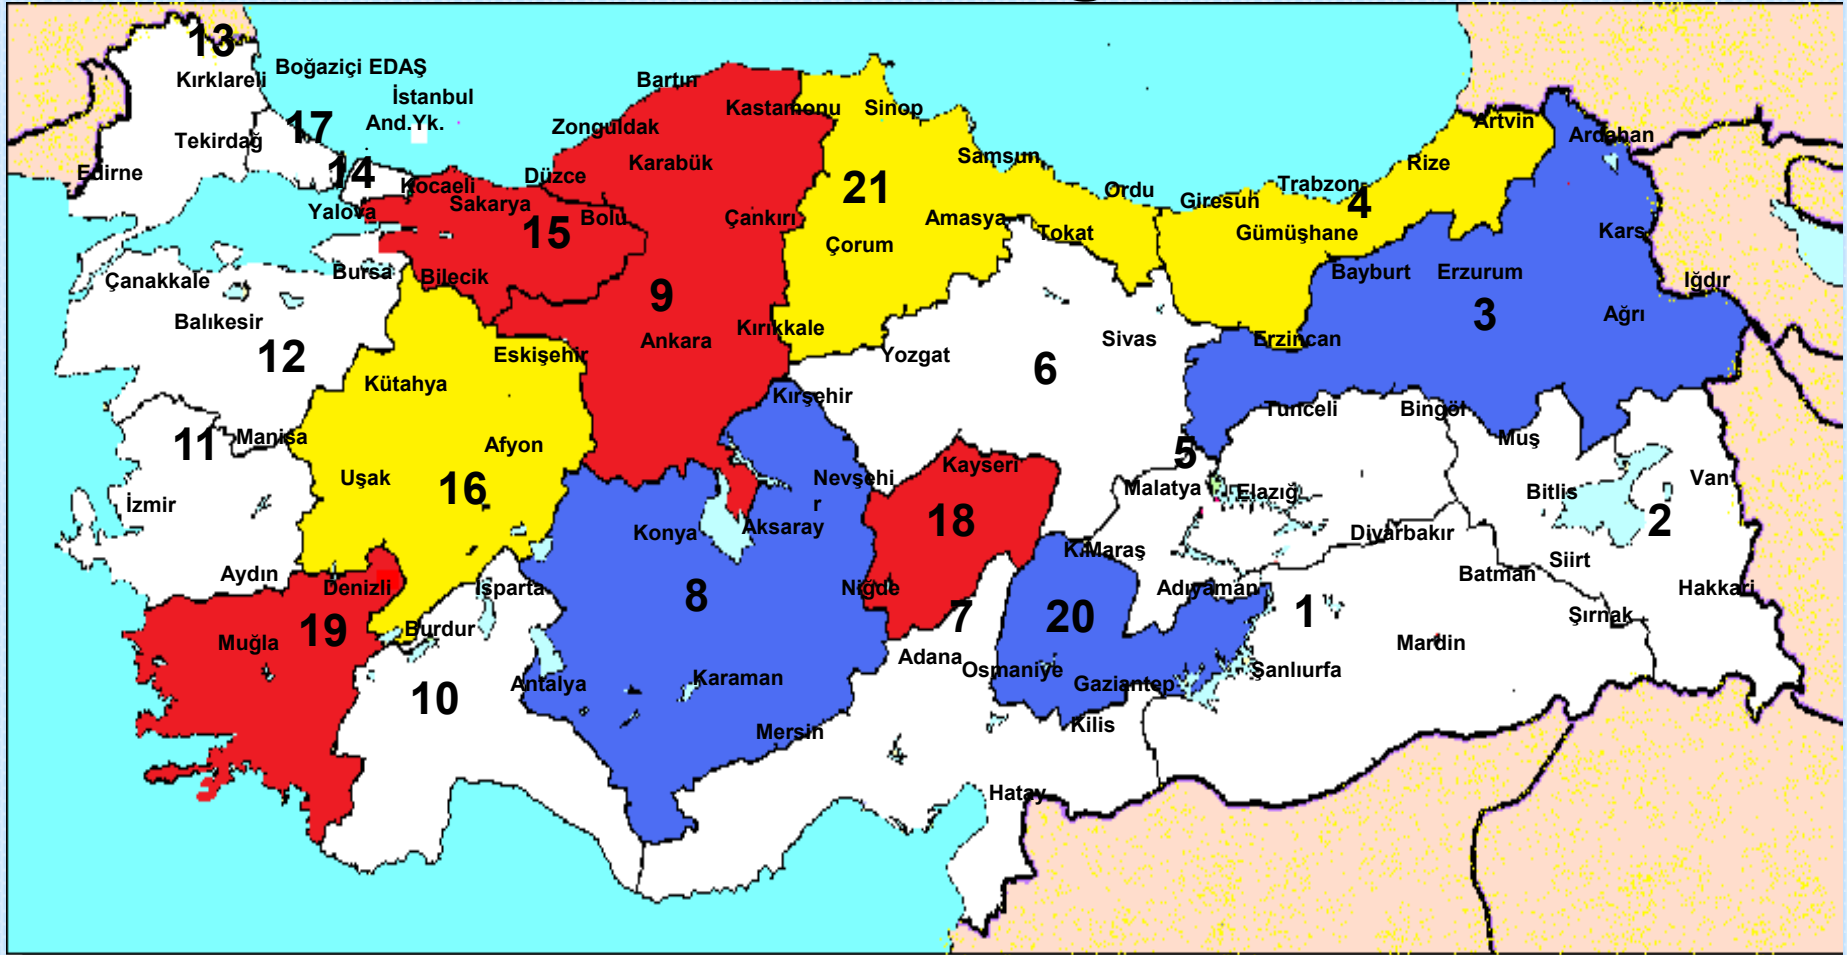 13
Kırklareli
Boğaziçi EDAŞ
İstanbul
And.Yk.
17
Tekirdağ
Edirne
14
Kocaeli
Yalova
Sakarya
Düzce
15
Bolu
Bartın
Kastamonu
Zonguldak
Karabük
Çankırı
Sinop
Samsun
21
Amasya
Çorum
Ordu
Tokat
Giresuh
Trabzon
4
Gümüşhane
Rize
Artvin
Ardahan
Kars
Iğdır
Bayburt
Erzurum
3
Ağrı
Erzincan
Çanakkale
Bursa
Bilecik
Balıkesir
12
9
Ankara
Kırıkkale
Eskişehir
Kütahya
Yozgat
Sivas
6
Kırşehir
Tunceli
Bingöl
Muş
11
Manisa
Afyon
Uşak
16
İzmir
Nevşehi
r
Kayseri
18
5
Malatya
Elazığ
Bitlis
Van
2
Konya
Aksaray
Diyarbakır
K.Maraş
Siirt
Batman
Hakkari
Aydın
Denizli
Isparta
8
Niğde
7
20
Adıyaman
1
Şırnak
Mardin
19
Muğla
Burdur
Adana
Osmaniye
Gaziantep
Şanlıurfa
10
Antalya
Karaman
Mersin
Kilis
Hatay